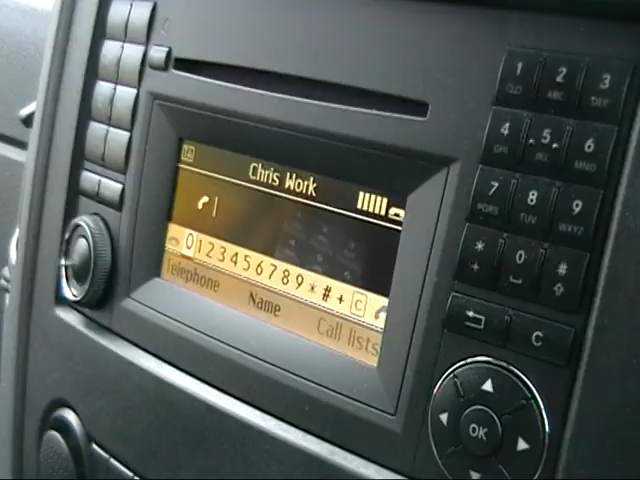 Chris Work
0123456789*#+C
Telephone Name Call lists
1 2 ABC 3 DEF
4 GHI 5 JKL 6 MNO
7 PQRS 8 TUV 9 WXYZ
* + 0 #
C
OK